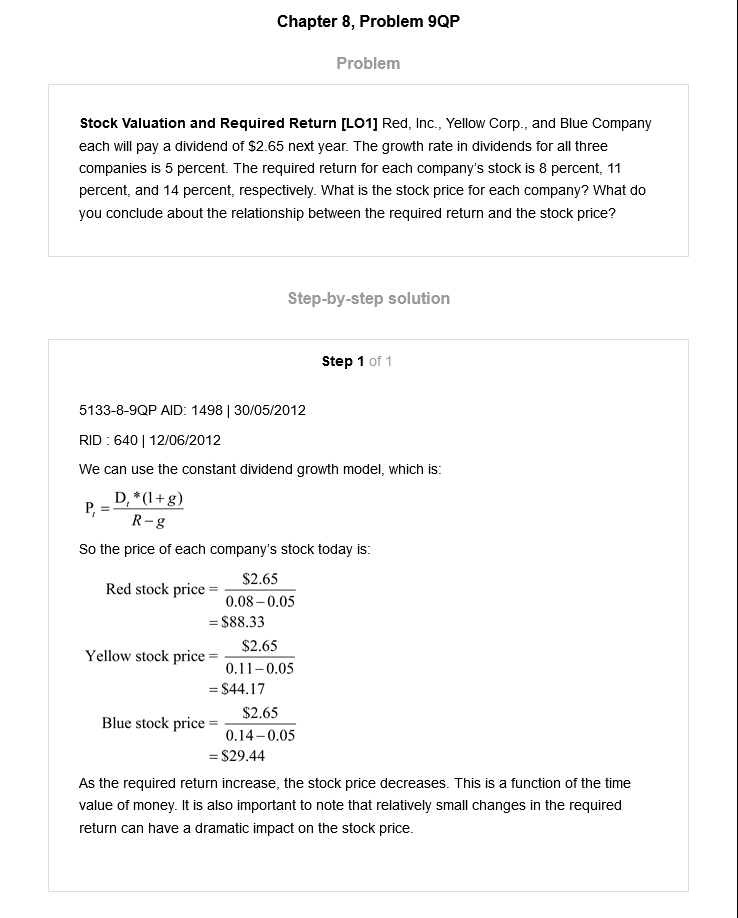 Chapter 8, Problem 9QP
Problem
Stock Valuation and Required Return [LO1] Red, Inc., Yellow Corp., and Blue Company
each will pay a dividend of $2.65 next year. The growth rate in dividends for all three
companies is 5 percent. The required return for each company's stock is 8 percent, 11
percent, and 14 percent, respectively. What is the stock price for each company? What do
you conclude about the relationship between the required return and the stock price?
Step-by-step solution
Step 1 of 1
5133-8-9QP AID: 1498 | 30/05/2012
RID : 640 | 12/06/2012
We can use the constant dividend growth model, which is:
P_t = D_t *(1+g) / R−g
So the price of each company's stock today is:
Red stock price = $2.65 / 0.08−0.05
= $88.33
Yellow stock price = $2.65 / 0.11−0.05
= $44.17
Blue stock price = $2.65 / 0.14−0.05
= $29.44
As the required return increase, the stock price decreases. This is a function of the time
value of money. It is also important to note that relatively small changes in the required
return can have a dramatic impact on the stock price.